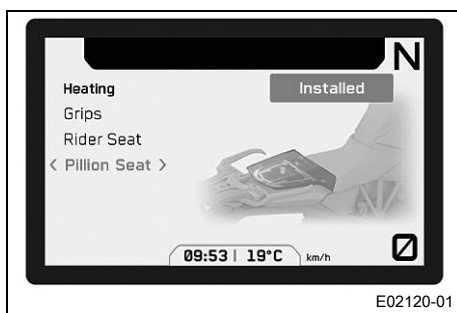 N
Heating
Installed
Grips
Rider Seat
< Pillion Seat >
09:53 | 19°C
km/h
0
E02120-01